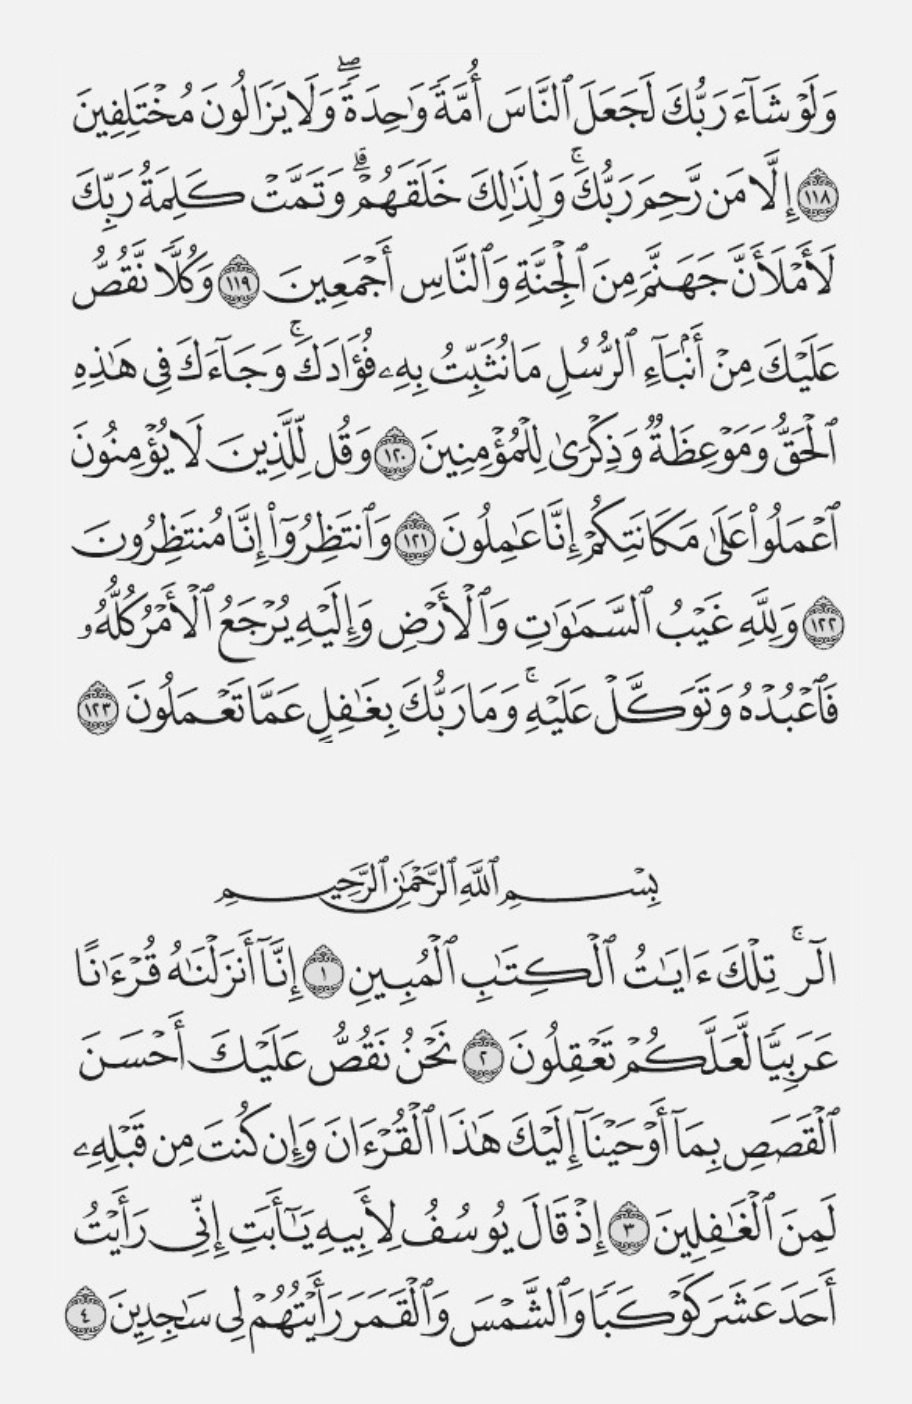 وَلَوْ شَآءَ رَبُّكَ لَجَعَلَ ٱلنَّاسَ أُمَّةً وَٰحِدَةً ۖ وَلَا يَزَالُونَ مُخْتَلِفِينَ
١١٨ إِلَّا مَن رَّحِمَ رَبُّكَ ۚ وَلِذَٰلِكَ خَلَقَهُمْ ۗ وَتَمَّتْ كَلِمَةُ رَبِّكَ
لَأَمْلَأَنَّ جَهَنَّمَ مِنَ ٱلْجِنَّةِ وَٱلنَّاسِ أَجْمَعِينَ ١١٩ وَكُلًّا نَّقُصُّ
عَلَيْكَ مِنْ أَنۢبَآءِ ٱلرُّسُلِ مَا نُثَبِّتُ بِهِۦ فُؤَادَكَ ۚ وَجَآءَكَ فِى هَٰذِهِ
ٱلْحَقُّ وَمَوْعِظَةٌ وَذِكْرَىٰ لِلْمُؤْمِنِينَ ١٢٠ وَقُل لِّلَّذِينَ لَا يُؤْمِنُونَ
ٱعْمَلُوا۟ عَلَىٰ مَكَانَتِكُمْ إِنَّا عَٰمِلُونَ ١٢١ وَٱنتَظِرُوٓا۟ إِنَّا مُنتَظِرُونَ
١٢٢ وَلِلَّهِ غَيْبُ ٱلسَّمَٰوَٰتِ وَٱلْأَرْضِ وَإِلَيْهِ يُرْجَعُ ٱلْأَمْرُ كُلُّهُۥ
فَٱعْبُدْهُ وَتَوَكَّلْ عَلَيْهِ ۚ وَمَا رَبُّكَ بِغَٰفِلٍ عَمَّا تَعْمَلُونَ ١٢٣
بِسْمِ ٱللَّهِ ٱلرَّحْمَٰنِ ٱلرَّحِيمِ
الٓر ۚ تِلْكَ ءَايَٰتُ ٱلْكِتَٰبِ ٱلْمُبِينِ ١ إِنَّآ أَنزَلْنَٰهُ قُرْءَٰنًا
عَرَبِيًّا لَّعَلَّكُمْ تَعْقِلُونَ ٢ نَحْنُ نَقُصُّ عَلَيْكَ أَحْسَنَ
ٱلْقَصَصِ بِمَآ أَوْحَيْنَآ إِلَيْكَ هَٰذَا ٱلْقُرْءَانَ وَإِن كُنتَ مِن قَبْلِهِۦ
لَمِنَ ٱلْغَٰفِلِينَ ٣ إِذْ قَالَ يُوسُفُ لِأَبِيهِ يَٰٓأَبَتِ إِنِّى رَأَيْتُ
أَحَدَ عَشَرَ كَوْكَبًا وَٱلشَّمْسَ وَٱلْقَمَرَ رَأَيْتُهُمْ لِى سَٰجِدِينَ ٤